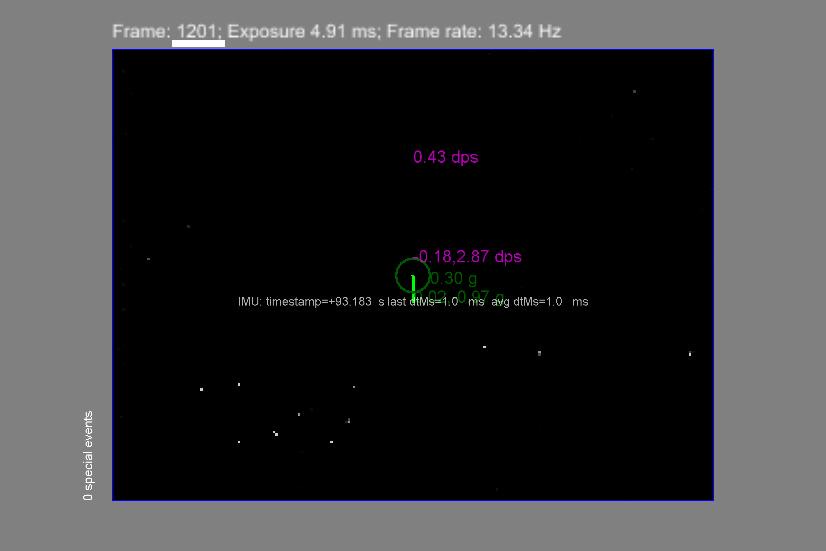 Frame: 1201; Exposure 4.91 ms; Frame rate: 13.34 Hz
0.43 dps
-0.18,2.87 dps
0.30 g
0.97 g
IMU: timestamp=+93.183 s last dtMs=1.0 ms avg dtMs=1.0 ms
0 special events